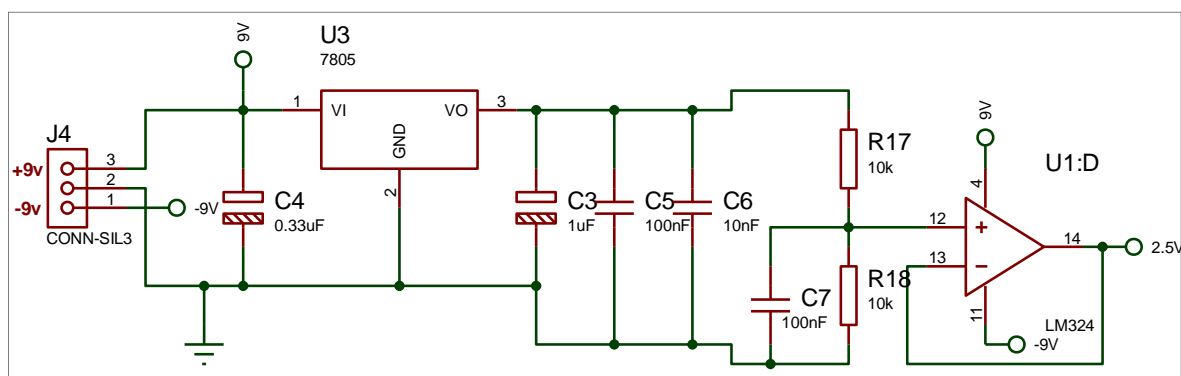 9V
U3
7805
1
VI
VO
3
GND
2
J4
+9v
-9v
3
2
1
-9V
CONN-SIL3
C4
0.33uF
C3
1uF
C5
100nF
C6
10nF
R17
10k
C7
100nF
R18
10k
9V
U1:D
4
12
13
14
11
2.5V
LM324
-9V